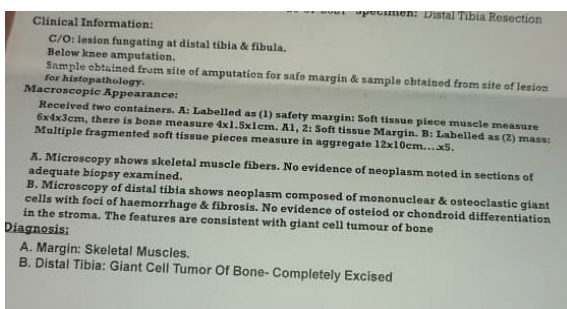 Specimen: Distal Tibia Resection
Clinical Information:
C/O: lesion fungating at distal tibia & fibula.
Below knee amputation.
Sample obtained from site of amputation for safe margin & sample obtained from site of lesion
for histopathology.
Macroscopic Appearance:
Received two containers. A: Labelled as (1) safety margin: Soft tissue piece muscle measure
6x4x3cm, there is bone measure 4x1.5x1cm. A1, 2: Soft tissue Margin. B: Labelled as (2) mass:
Multiple fragmented soft tissue pieces measure in aggregate 12x10cm....x5.
A. Microscopy shows skeletal muscle fibers. No evidence of neoplasm noted in sections of
adequate biopsy examined.
B. Microscopy of distal tibia shows neoplasm composed of mononuclear & osteoclastic giant
cells with foci of haemorrhage & fibrosis. No evidence of osteiod or chondroid differentiation
in the stroma. The features are consistent with giant cell tumour of bone
Diagnosis:
A. Margin: Skeletal Muscles.
B. Distal Tibia: Giant Cell Tumor Of Bone- Completely Excised